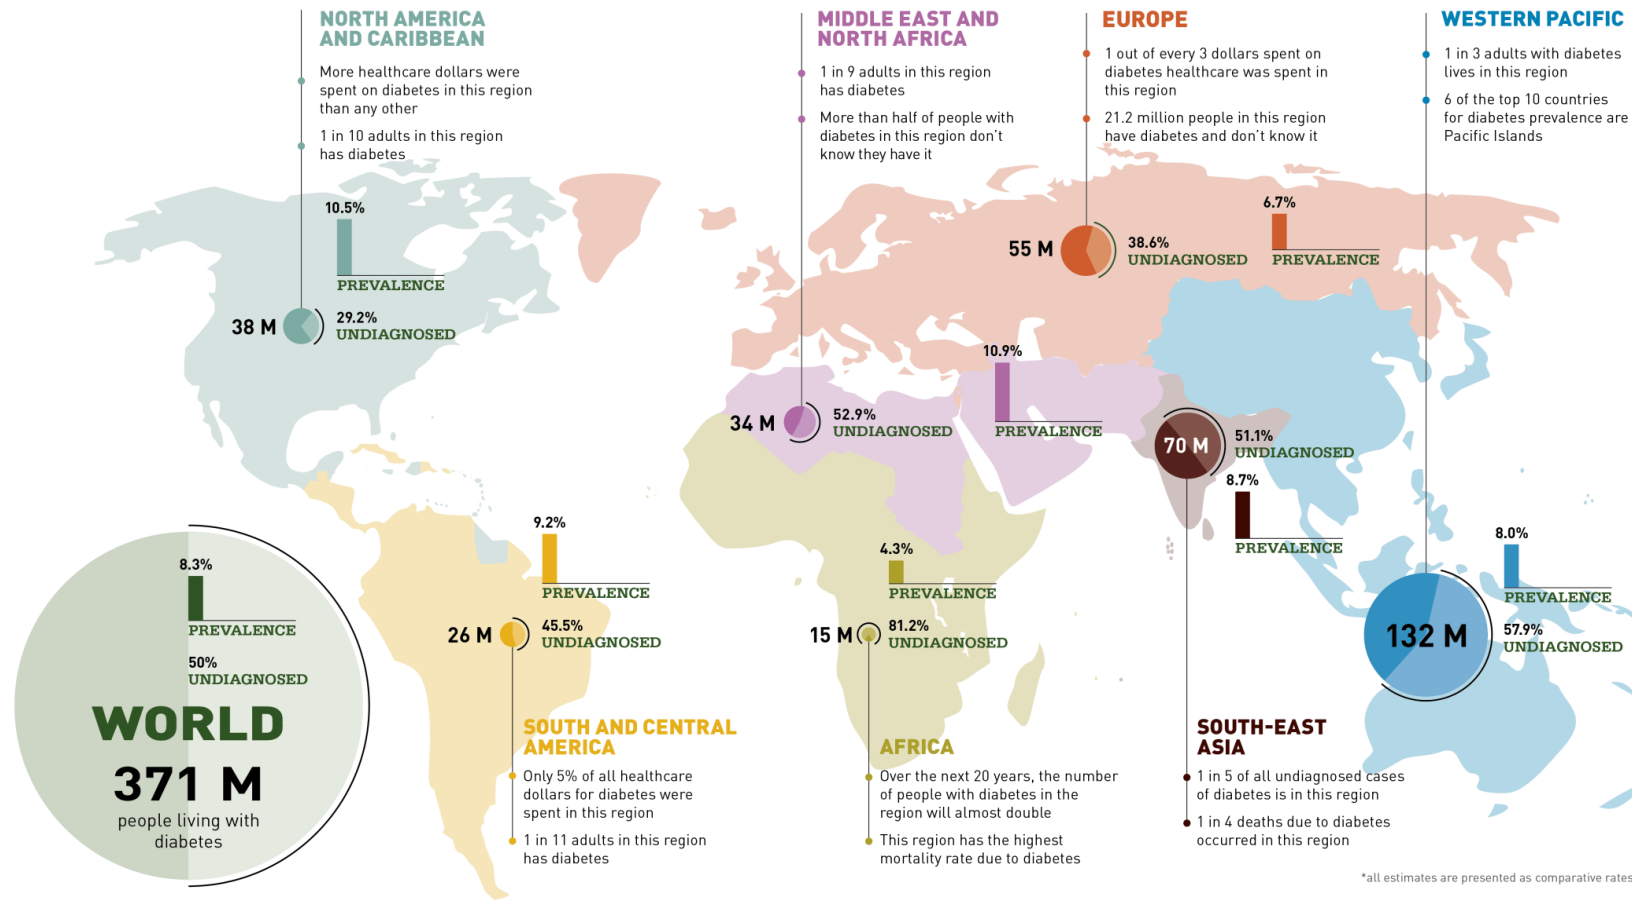 NORTH AMERICA
AND CARIBBEAN
More healthcare dollars were
spent on diabetes in this region
than any other
1 in 10 adults in this region
has diabetes
10.5%
PREVALENCE
38 M
29.2%
UNDIAGNOSED
MIDDLE EAST AND
NORTH AFRICA
1 in 9 adults in this region
has diabetes
More than half of people with
diabetes in this region don't
know they have it
10.9%
PREVALENCE
34 M
52.9%
UNDIAGNOSED
EUROPE
1 out of every 3 dollars spent on
diabetes healthcare was spent in
this region
21.2 million people in this region
have diabetes and don't know it
55 M
38.6%
UNDIAGNOSED
6.7%
PREVALENCE
WESTERN PACIFIC
1 in 3 adults with diabetes
lives in this region
6 of the top 10 countries
for diabetes prevalence are
Pacific Islands
8.0%
PREVALENCE
132 M
57.9%
UNDIAGNOSED
70 M
51.1%
UNDIAGNOSED
8.7%
PREVALENCE
SOUTH-EAST
ASIA
1 in 5 of all undiagnosed cases
of diabetes is in this region
1 in 4 deaths due to diabetes
occurred in this region
4.3%
PREVALENCE
15 M
81.2%
UNDIAGNOSED
AFRICA
Over the next 20 years, the number
of people with diabetes in the
region will almost double
This region has the highest
mortality rate due to diabetes
9.2%
PREVALENCE
26 M
45.5%
UNDIAGNOSED
SOUTH AND CENTRAL
AMERICA
Only 5% of all healthcare
dollars for diabetes were
spent in this region
1 in 11 adults in this region
has diabetes
8.3%
PREVALENCE
50%
UNDIAGNOSED
WORLD
371 M
people living with
diabetes
*all estimates are presented as comparative rates